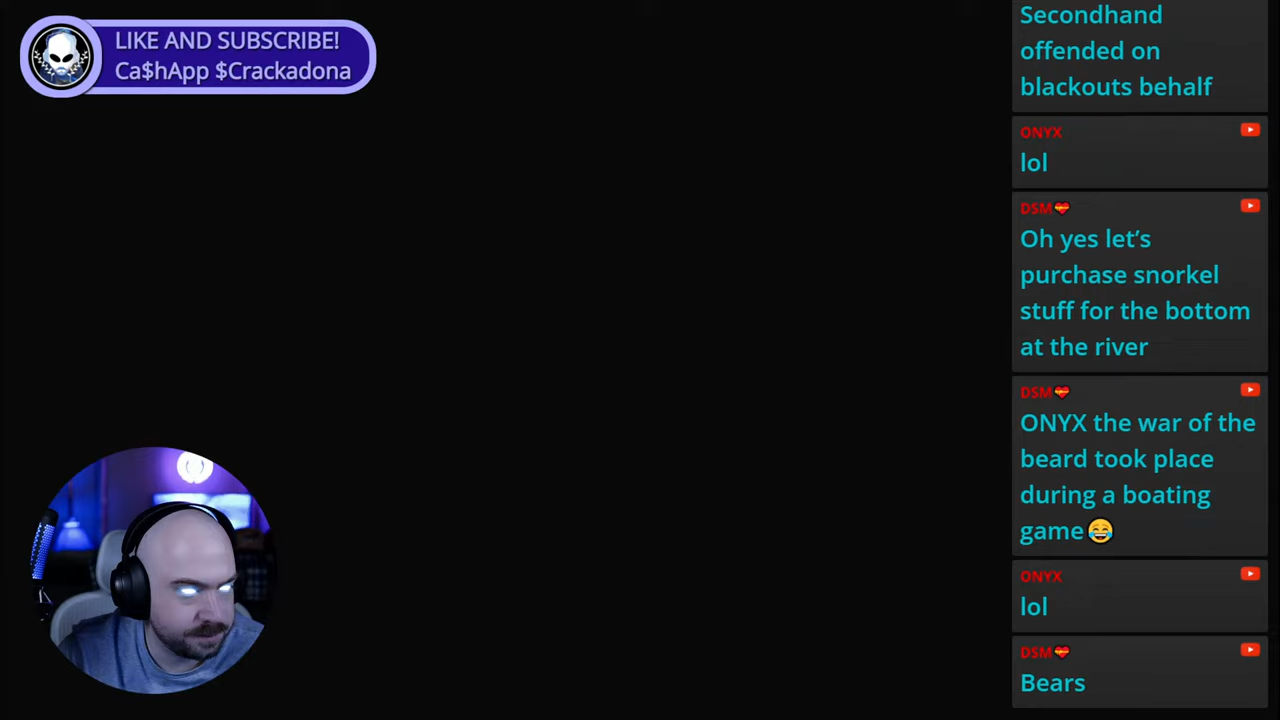 LIKE AND SUBSCRIBE!
Ca$hApp $Crackadona
Secondhand
offended on
blackouts behalf
ONYX
lol
DSM
Oh yes let’s
purchase snorkel
stuff for the bottom
at the river
DSM
ONYX the war of the
beard took place
during a boating
game😂
ONYX
lol
DSM
Bears